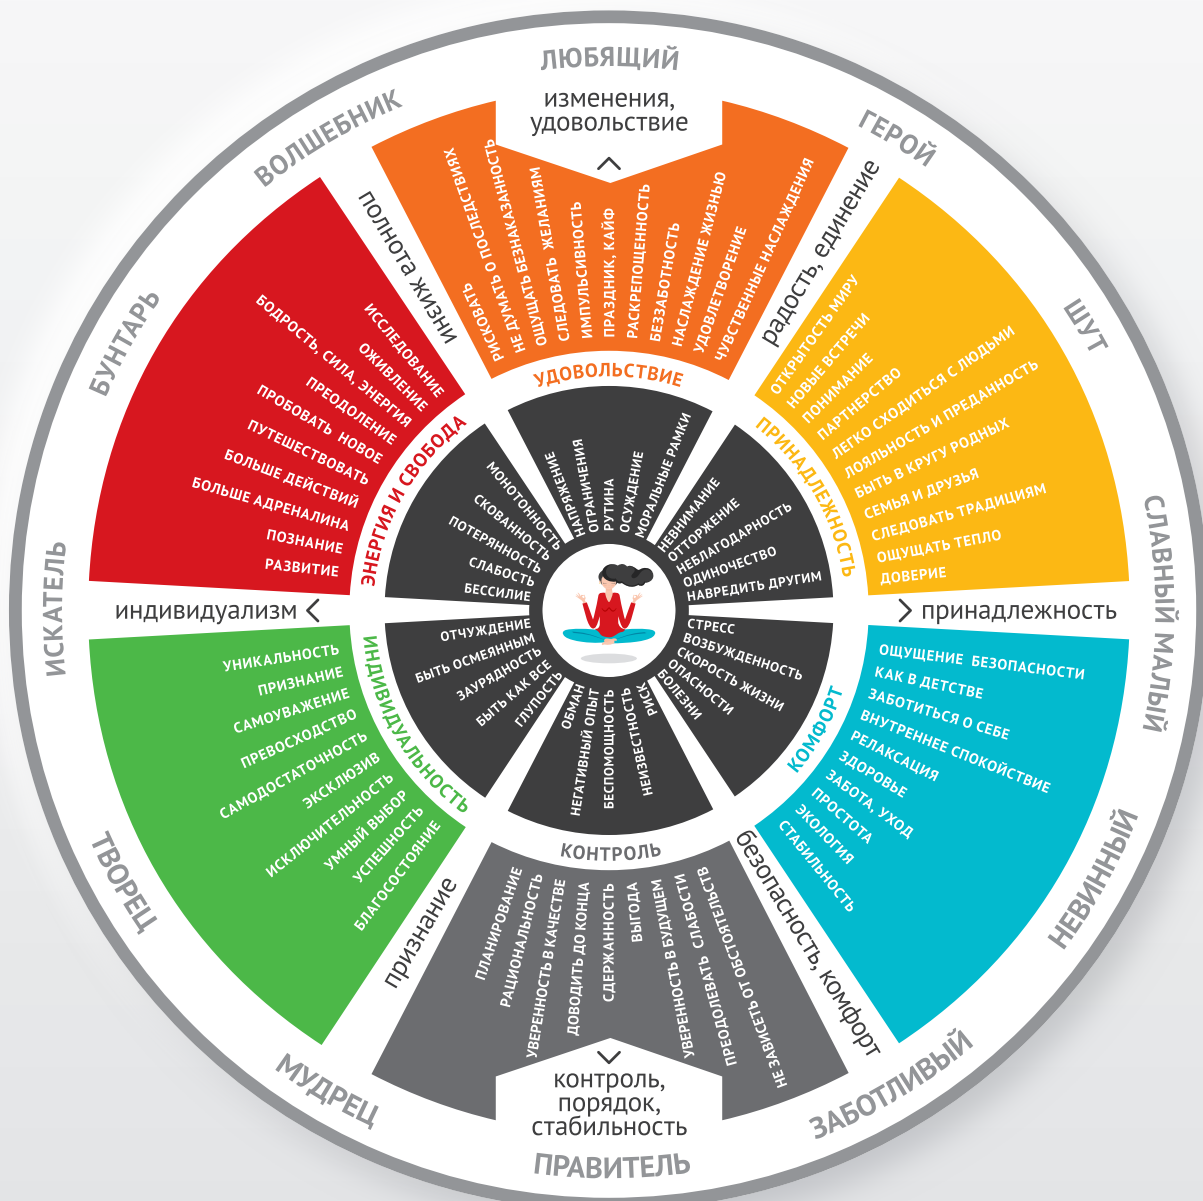 ЛЮБЯЩИЙ
ГЕРОЙ
ШУТ
СЛАВНЫЙ МАЛЫЙ
НЕВИННЫЙ
ЗАБОТЛИВЫЙ
ПРАВИТЕЛЬ
МУДРЕЦ
ТВОРЕЦ
ИСКАТЕЛЬ
БУНТАРЬ
ВОЛШЕБНИК
изменения,
удовольствие
РИСКОВАТЬ
НЕ ДУМАТЬ О ПОСЛЕДСТВИЯХ
ОЩУЩАТЬ БЕЗНАКАЗАННОСТЬ
СЛЕДОВАТЬ ЖЕЛАНИЯМ
ИМПУЛЬСИВНОСТЬ
ПРАЗДНИК, КАЙФ
РАСКРЕПОЩЕННОСТЬ
БЕЗЗАБОТНОСТЬ
НАСЛАЖДЕНИЕ ЖИЗНЬЮ
УДОВЛЕТВОРЕНИЕ
ЧУВСТВЕННЫЕ НАСЛАЖДЕНИЯ
УДОВОЛЬСТВИЕ
НАПРЯЖЕНИЕ
ОГРАНИЧЕНИЯ
РУТИНА
ОСУЖДЕНИЕ
МОРАЛЬНЫЕ РАМКИ
радость, единение
ОТКРЫТОСТЬ МИРУ
НОВЫЕ ВСТРЕЧИ
ПОНИМАНИЕ
ПАРТНЕРСТВО
ЛЕГКО СХОДИТЬСЯ С ЛЮДЬМИ
ЛОЯЛЬНОСТЬ И ПРЕДАННОСТЬ
БЫТЬ В КРУГУ РОДНЫХ
СЕМЬЯ И ДРУЗЬЯ
СЛЕДОВАТЬ ТРАДИЦИЯМ
ОЩУЩАТЬ ТЕПЛО
ДОВЕРИЕ
ПРИНАДЛЕЖНОСТЬ
НЕВНИМАНИЕ
ОТТОРЖЕНИЕ
НЕБЛАГОДАРНОСТЬ
ОДИНОЧЕСТВО
НАВРЕДИТЬ ДРУГИМ
принадлежность
ОЩУЩЕНИЕ БЕЗОПАСНОСТИ
КАК В ДЕТСТВЕ
ЗАБОТИТЬСЯ О СЕБЕ
ВНУТРЕННЕЕ СПОКОЙСТВИЕ
РЕЛАКСАЦИЯ
ЗДОРОВЬЕ
ЗАБОТА, УХОД
ПРОСТОТА
ЭКОЛОГИЯ
СТАБИЛЬНОСТЬ
КОМФОРТ
СТРЕСС
ВОЗБУЖДЕННОСТЬ
СКОРОСТЬ ЖИЗНИ
ОПАСНОСТИ
БОЛЕЗНИ
безопасность, комфорт
КОНТРОЛЬ
ПЛАНИРОВАНИЕ
РАЦИОНАЛЬНОСТЬ
УВЕРЕННОСТЬ В КАЧЕСТВЕ
ДОВОДИТЬ ДО КОНЦА
СДЕРЖАННОСТЬ
ВЫГОДА
УВЕРЕННОСТЬ В БУДУЩЕМ
ПРЕОДОЛЕВАТЬ СЛАБОСТИ
НЕ ЗАВИСЕТЬ ОТ ОБСТОЯТЕЛЬСТВ
ОБМАН
НЕГАТИВНЫЙ ОПЫТ
БЕСПОМОЩНОСТЬ
НЕИЗВЕСТНОСТЬ
РИСК
контроль,
порядок,
стабильность
признание
ИНДИВИДУАЛЬНОСТЬ
УНИКАЛЬНОСТЬ
ПРИЗНАНИЕ
САМОУВАЖЕНИЕ
ПРЕВОСХОДСТВО
САМОДОСТАТОЧНОСТЬ
ЭКСКЛЮЗИВ
ИСКЛЮЧИТЕЛЬНОСТЬ
УМНЫЙ ВЫБОР
УСПЕШНОСТЬ
БЛАГОСОСТОЯНИЕ
ОТЧУЖДЕНИЕ
БЫТЬ ОСМЕЯННЫМ
ЗАУРЯДНОСТЬ
БЫТЬ КАК ВСЕ
ГЛУПОСТЬ
индивидуализм
ЭНЕРГИЯ И СВОБОДА
ИССЛЕДОВАНИЕ
ОЖИВЛЕНИЕ
БОДРОСТЬ, СИЛА, ЭНЕРГИЯ
ПРЕОДОЛЕНИЕ
ПРОБОВАТЬ НОВОЕ
ПУТЕШЕСТВОВАТЬ
БОЛЬШЕ ДЕЙСТВИЙ
БОЛЬШЕ АДРЕНАЛИНА
ПОЗНАНИЕ
РАЗВИТИЕ
МОНОТОННОСТЬ
СКОВАННОСТЬ
ПОТЕРЯННОСТЬ
СЛАБОСТЬ
БЕССИЛИЕ
полнота жизни